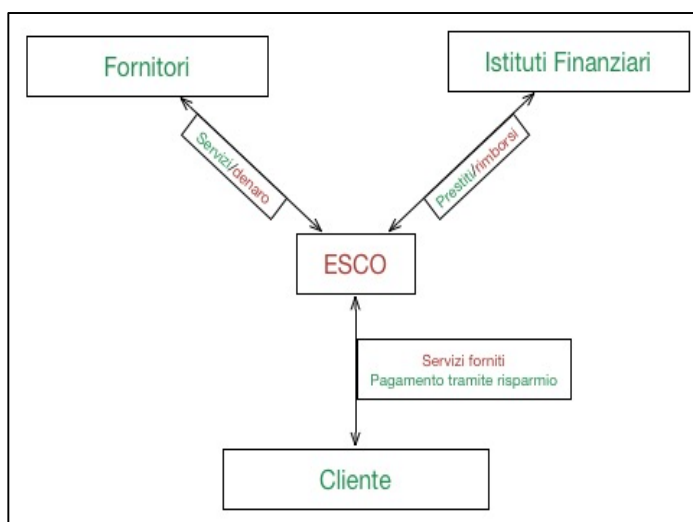 Fornitori
Istituti Finanziari
Servizi/denaro
Prestiti/rimborsi
ESCO
Servizi forniti
Pagamento tramite risparmio
Cliente